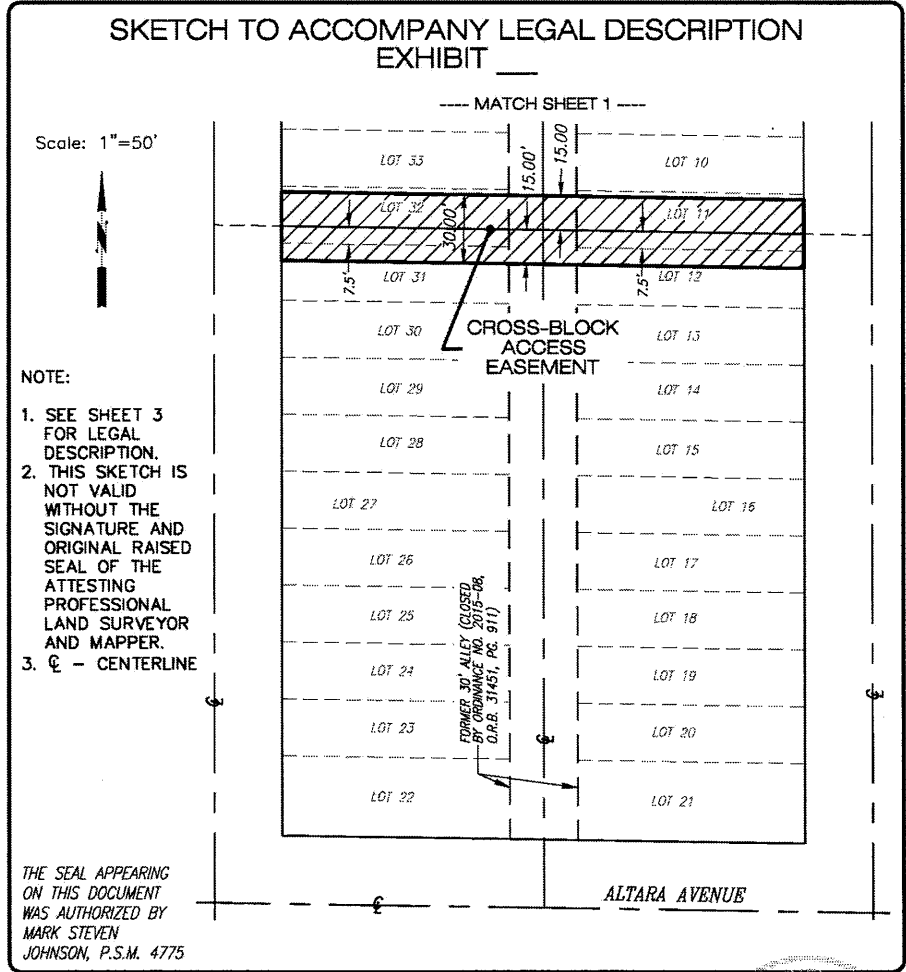 SKETCH TO ACCOMPANY LEGAL DESCRIPTION
EXHIBIT ___
---- MATCH SHEET 1 ----
Scale: 1"=50'
LOT 33
15.00'
15.00
LOT 10
LOT 32
30.00'
LOT 11
7.5'
LOT 31
7.5'
LOT 12
CROSS-BLOCK
ACCESS
EASEMENT
LOT 30
LOT 13
LOT 29
LOT 14
LOT 28
LOT 15
LOT 27
LOT 16
LOT 26
LOT 17
LOT 25
LOT 18
LOT 24
LOT 19
LOT 23
LOT 20
LOT 22
LOT 21
FORMER 30' ALLEY (CLOSED
BY ORDINANCE NO. 2015-08,
O.R.B. 31451, PG. 911)
NOTE:
1. SEE SHEET 3
FOR LEGAL
DESCRIPTION.
2. THIS SKETCH IS
NOT VALID
WITHOUT THE
SIGNATURE AND
ORIGINAL RAISED
SEAL OF THE
ATTESTING
PROFESSIONAL
LAND SURVEYOR
AND MAPPER.
3. ℄ – CENTERLINE
℄
℄
℄
℄
ALTARA AVENUE
THE SEAL APPEARING
ON THIS DOCUMENT
WAS AUTHORIZED BY
MARK STEVEN
JOHNSON, P.S.M. 4775